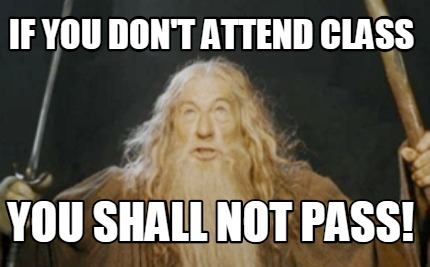 IF YOU DON'T ATTEND CLASS
YOU SHALL NOT PASS!